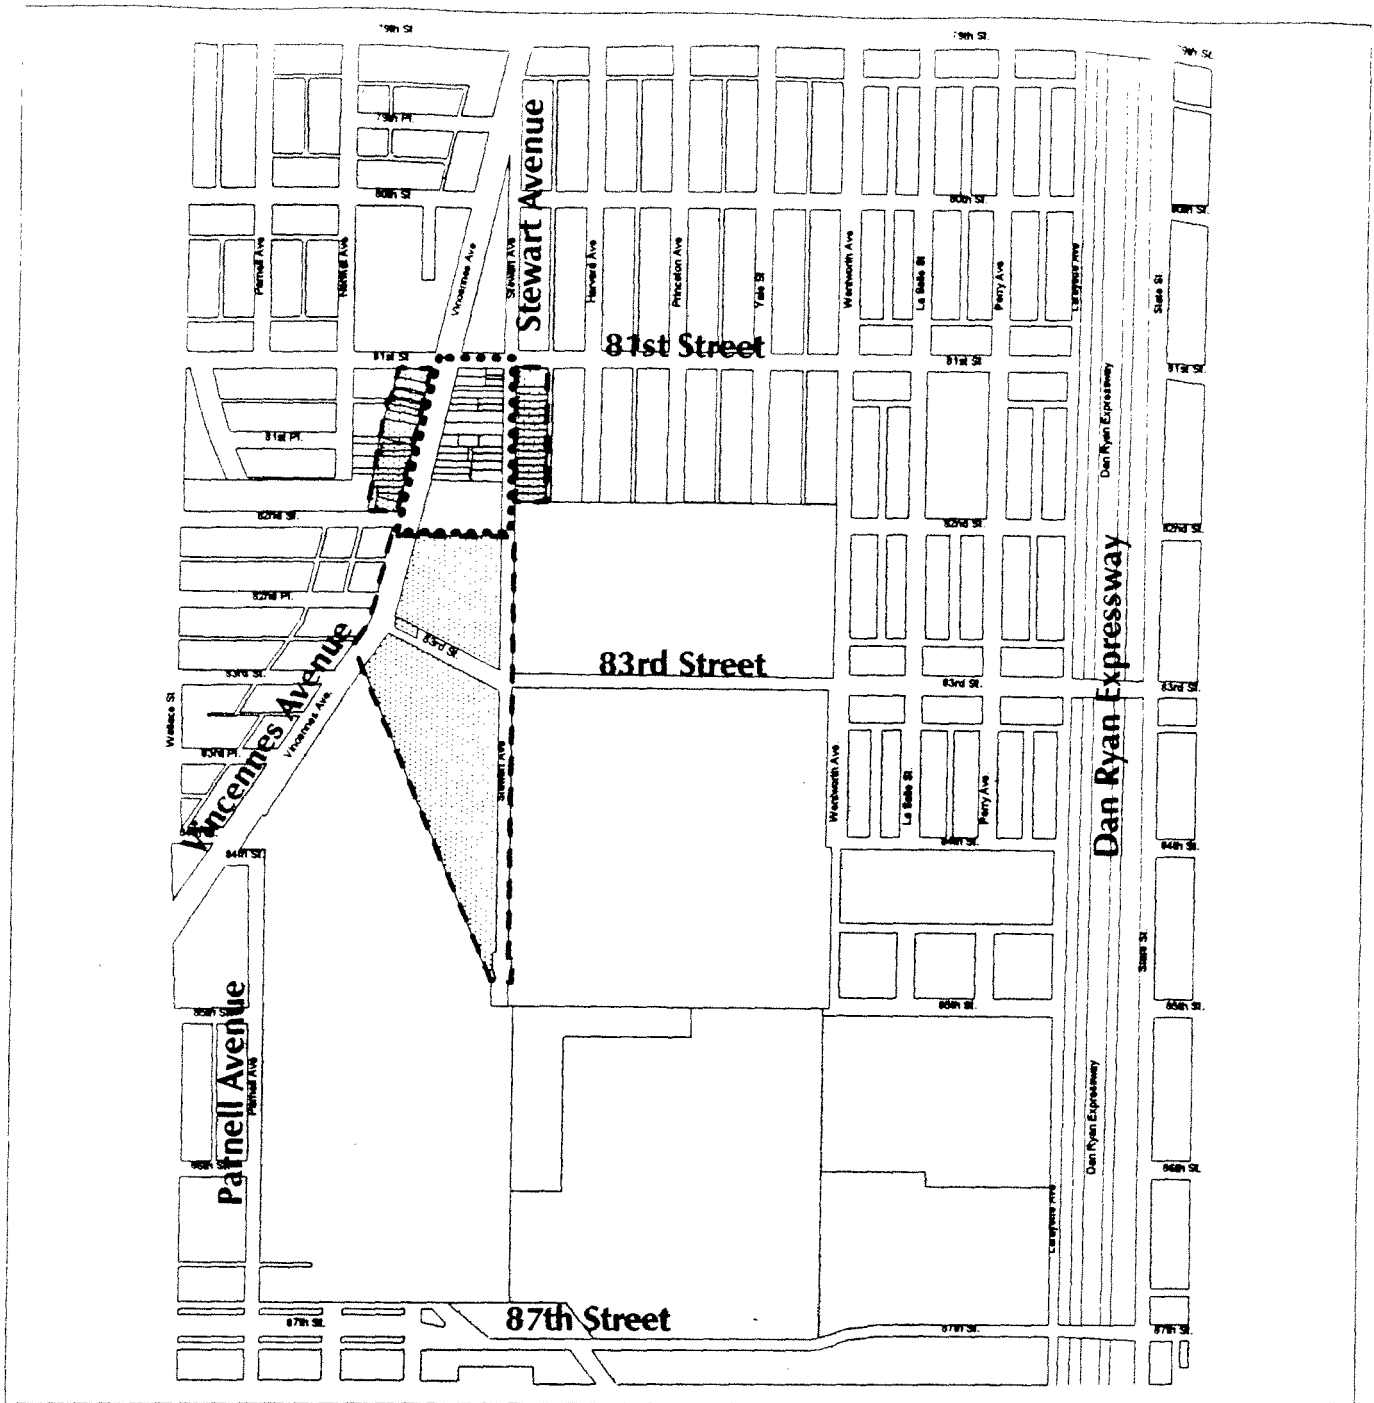 79th Pl.
80th St
80th St.
80th St.
Stewart Avenue
Parnell Ave
Normal Ave
Vincennes Ave
Stewart Ave
Harvard Ave
Princeton Ave
Yale St
Wentworth Ave
La Salle St
Perry Ave
Lafayette Ave
State St.
81st St
81st Street
81st St
81st St.
81st Pl.
Dan Ryan Expressway
82nd St.
82nd St.
82nd St.
82nd Pl.
83rd St.
83rd Street
83rd St.
83rd St.
83rd St.
Wallace St
Vincennes Avenue
Vincennes Ave.
83rd Pl.
Stewart Ave
Wentworth Ave
La Salle St
Perry Ave
Dan Ryan Expressway
84th St.
84th St.
84th St.
State St
85th St.
85th St.
85th St.
Parnell Avenue
Parnell Ave
Dan Ryan Expressway
86th St.
86th St.
Lafayette Ave
87th St.
87th Street
87th St.
87th St.